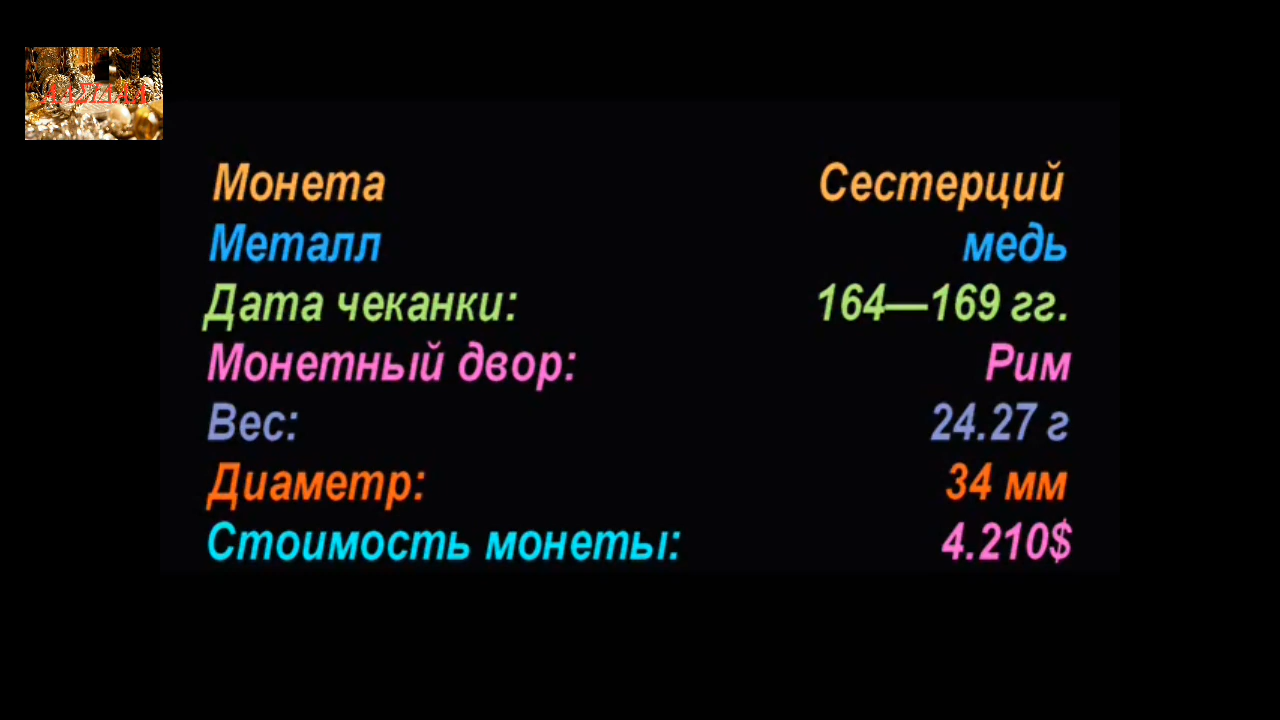 Монета Сестерций
Металл медь
Дата чеканки: 164—169 гг.
Монетный двор: Рим
Вес: 24.27 г
Диаметр: 34 мм
Стоимость монеты: 4.210$